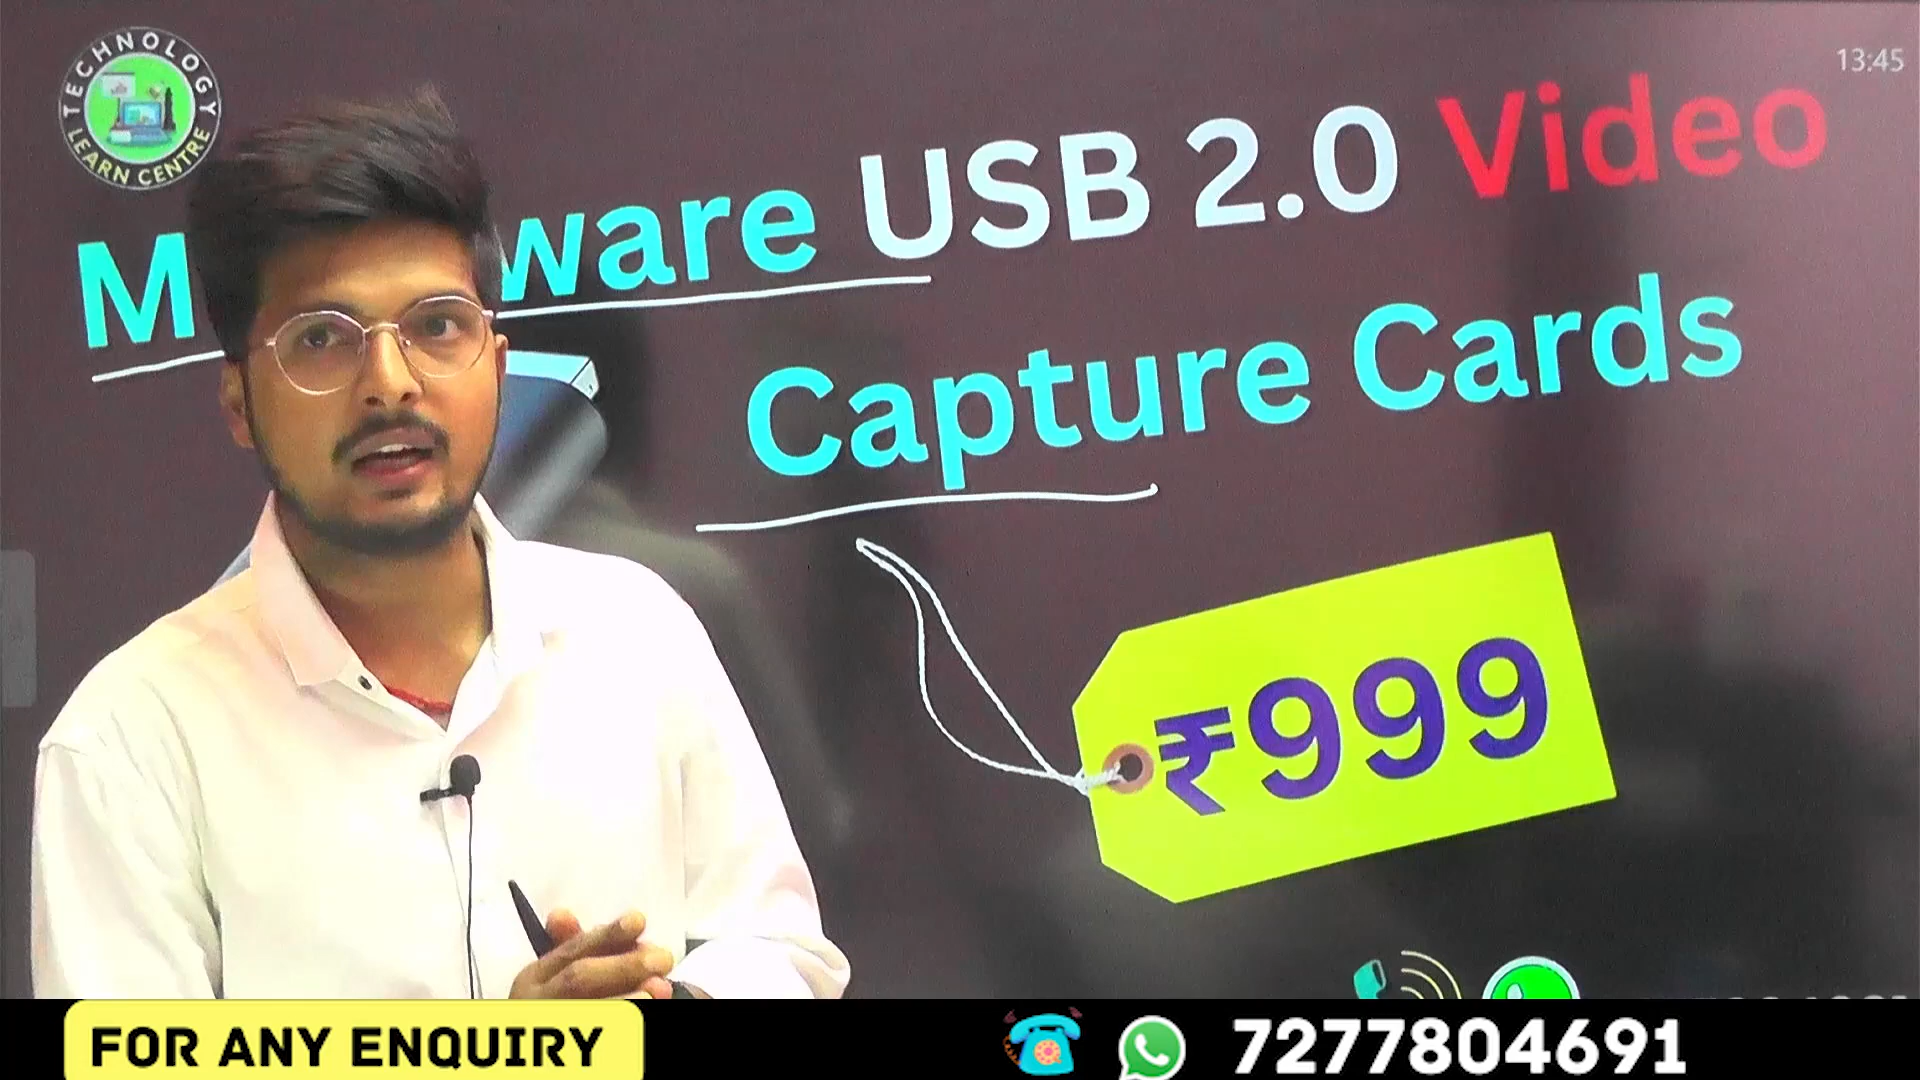 TECHNOLOGY
LEARN CENTRE
13:45
ware USB 2.0 Video
Capture Cards
₹999
FOR ANY ENQUIRY
7277804691